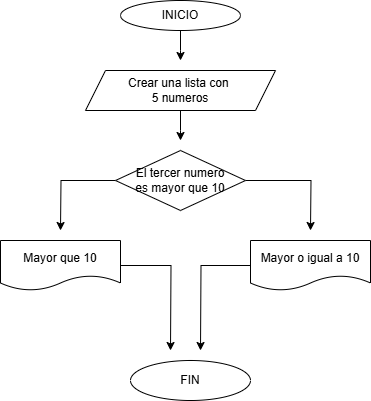 INICIO
Crear una lista con
5 numeros
El tercer numero
es mayor que 10
Mayor que 10
Mayor o igual a 10
FIN